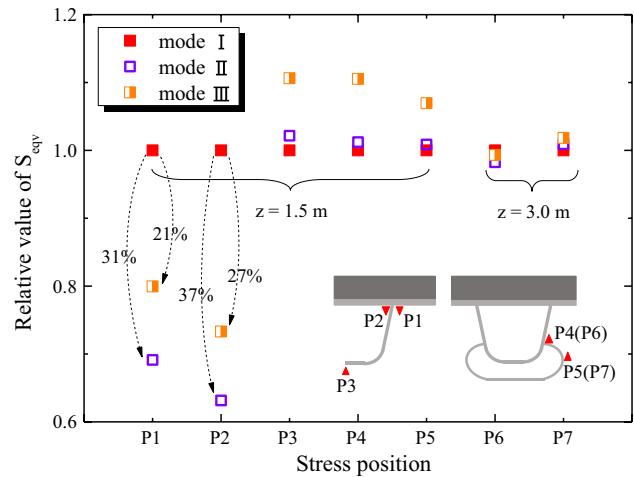 1.2
1.0
0.8
0.6
Relative value of S_eqv
mode Ⅰ
mode Ⅱ
mode Ⅲ
z = 1.5 m
z = 3.0 m
31%
21%
37%
27%
P2
P1
P3
P4(P6)
P5(P7)
P1 P2 P3 P4 P5 P6 P7
Stress position